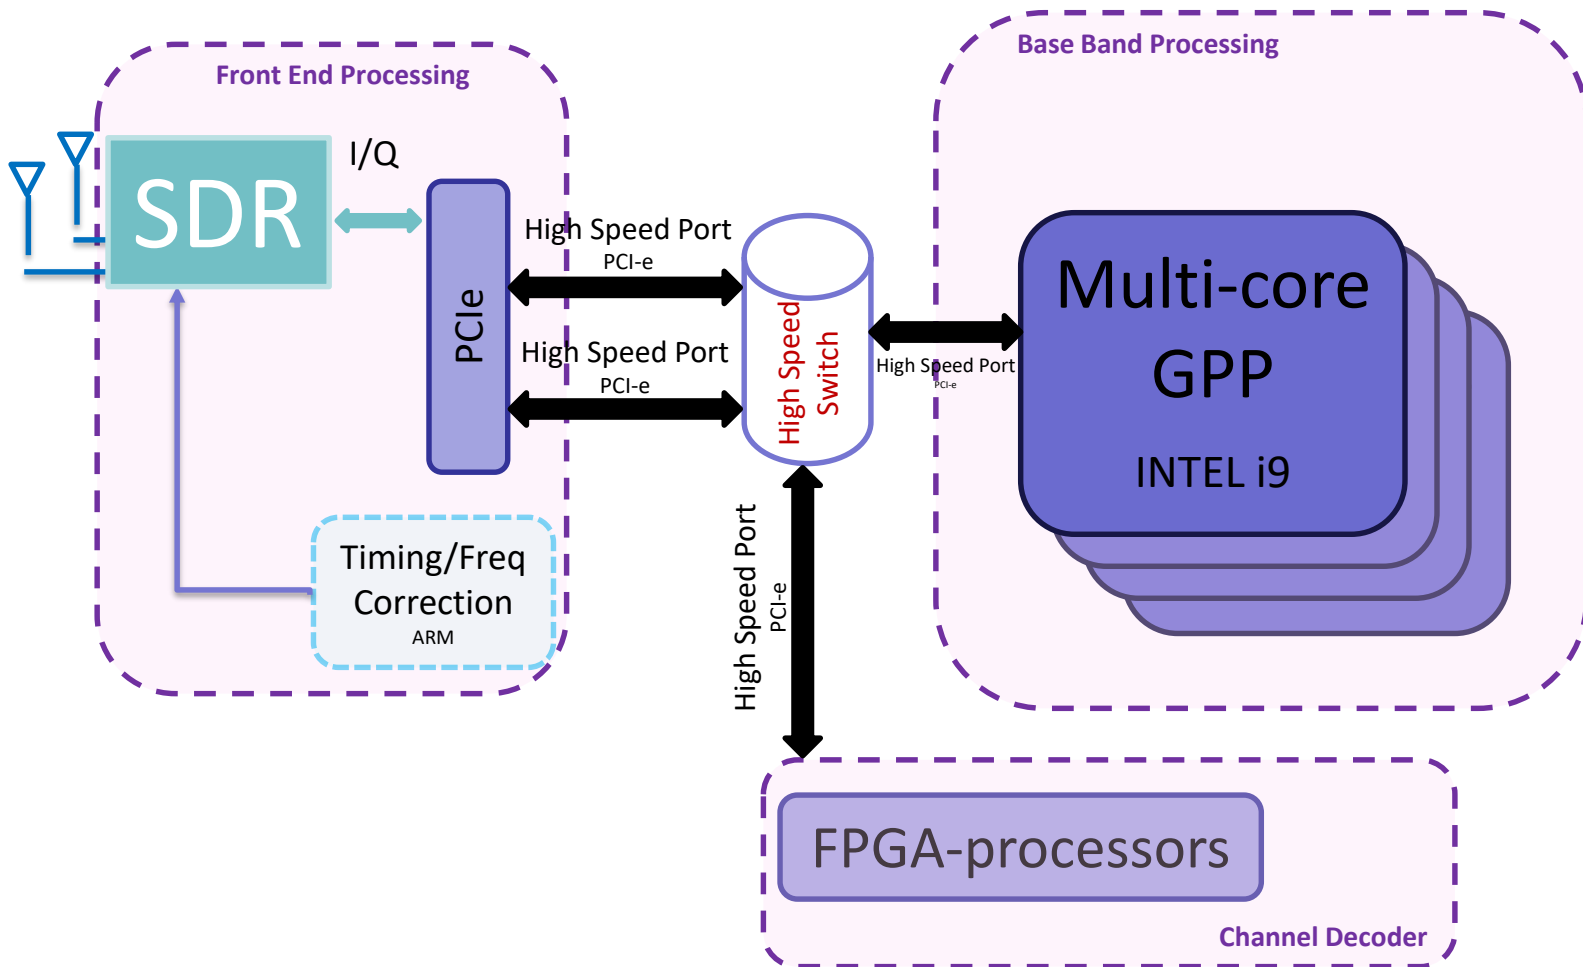 Front End Processing
Base Band Processing
I/Q
SDR
PCIe
High Speed Port
PCI-e
High Speed Port
PCI-e
High Speed
Switch
High Speed Port
PCI-e
Multi-core
GPP
INTEL i9
Timing/Freq
Correction
ARM
High Speed Port
PCI-e
FPGA-processors
Channel Decoder